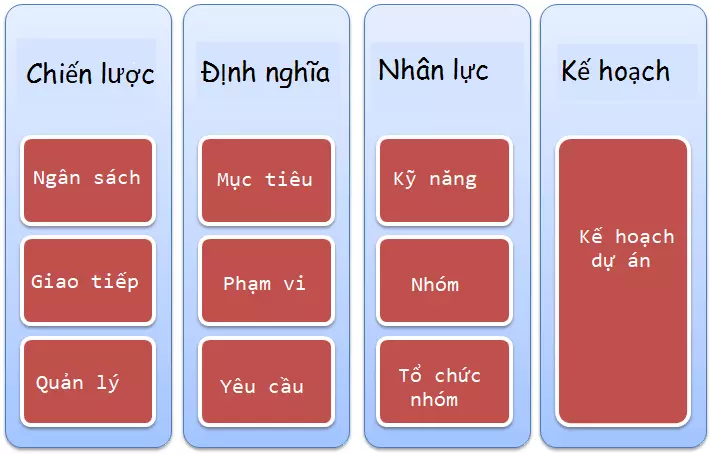 Chiến lược
Ngân sách
Giao tiếp
Quản lý
Định nghĩa
Mục tiêu
Phạm vi
Yêu cầu
Nhân lực
Kỹ năng
Nhóm
Tổ chức
nhóm
Kế hoạch
Kế hoạch
dự án